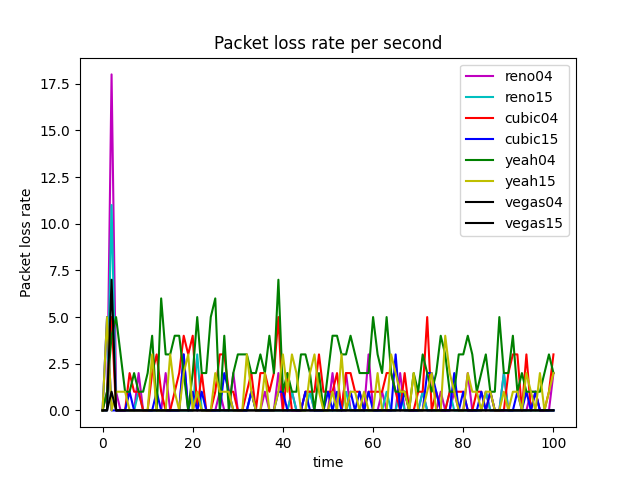 Packet loss rate per second
17.5
15.0
12.5
10.0
7.5
5.0
2.5
0.0
Packet loss rate
0 20 40 60 80 100
time
reno04
reno15
cubic04
cubic15
yeah04
yeah15
vegas04
vegas15